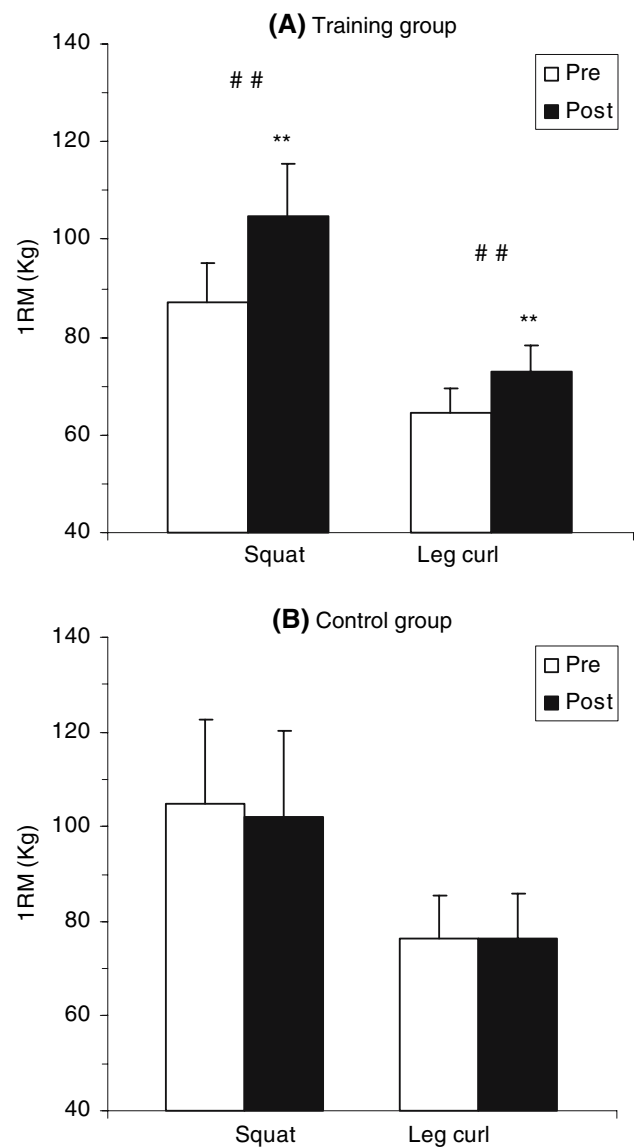 (A) Training group
140
120
100
80
60
40
1RM (Kg)
Pre
Post
# #
**
# #
**
Squat Leg curl
(B) Control group
140
120
100
80
60
40
1RM (Kg)
Pre
Post
Squat Leg curl